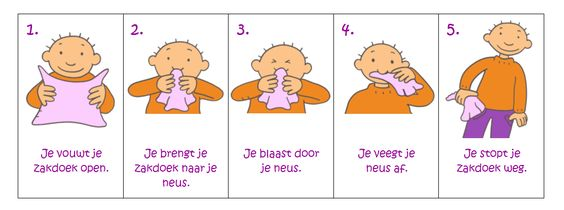 1.
Je vouwt je
zakdoek open.
2.
Je brengt je
zakdoek naar je
neus.
3.
Je blaast door
je neus.
4.
Je veegt je
neus af.
5.
Je stopt je
zakdoek weg.